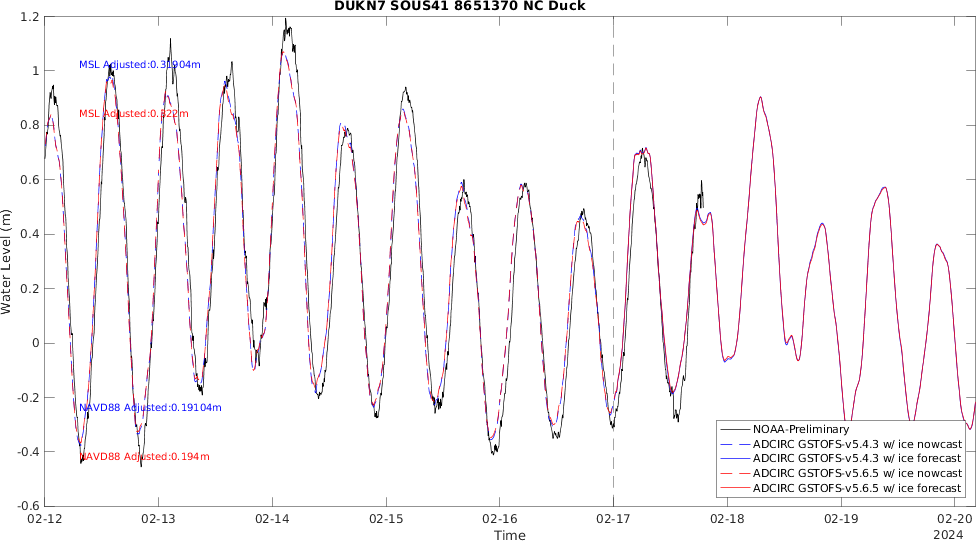 DUKN7 SOUS41 8651370 NC Duck
1.2
1
0.8
0.6
0.4
0.2
0
-0.2
-0.4
-0.6
Water Level (m)
MSL Adjusted:0.31904m
MSL Adjusted:0.322m
NAVD88 Adjusted:0.19104m
NAVD88 Adjusted:0.194m
NOAA-Preliminary
ADCIRC GSTOFS-v5.4.3 w/ ice nowcast
ADCIRC GSTOFS-v5.4.3 w/ ice forecast
ADCIRC GSTOFS-v5.6.5 w/ ice nowcast
ADCIRC GSTOFS-v5.6.5 w/ ice forecast
02-12 02-13 02-14 02-15 02-16 02-17 02-18 02-19 02-20
Time 2024